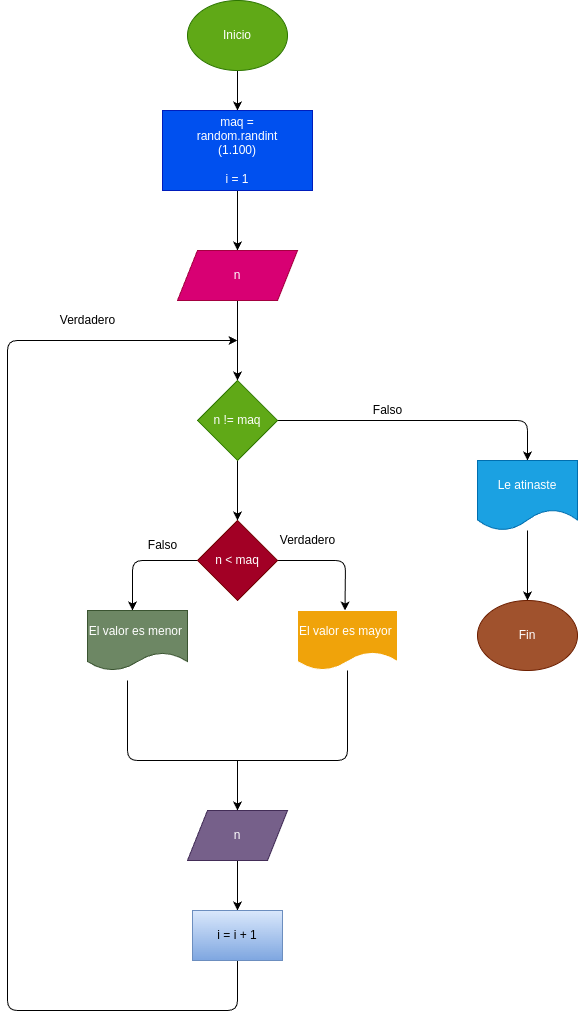 Inicio
maq =
random.randint
(1.100)
i = 1
n
Verdadero
n != maq
Falso
Le atinaste
Falso
n < maq
Verdadero
El valor es menor
El valor es mayor
Fin
n
i = i + 1